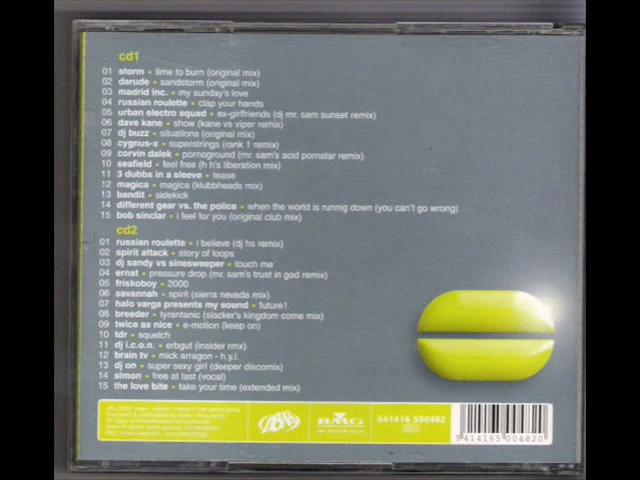 cd1
01 storm • time to burn (original mix)
02 darude • sandstorm (original mix)
03 madrid inc. • my sunday's love
04 russian roulette • clap your hands
05 urban electro squad • ex-girlfriends (dj mr. sam sunset remix)
06 dave kane • show (kane vs viper remix)
07 dj buzz • situations (original mix)
08 cygnus-x • superstrings (rank 1 remix)
09 corvin dalek • pornoground (mr. sam's acid pornstar remix)
10 seafield • feel free (h h's liberation mix)
11 3 dubbs in a sleeve • tease
12 magica • magica (klubbheads mix)
13 bandit • sidekick
14 different gear vs. the police • when the world is runnig down (you can't go wrong)
15 bob sinclar • i feel for you (original club mix)
cd2
01 russian roulette • i believe (dj hs remix)
02 spirit attack • story of loops
03 dj sandy vs sinesweeper • touch me
04 ernst • pressure drop (mr. sam's trust in god remix)
05 friskoboy • 2000
06 savannah • spirit (sierra nevada mix)
07 halo varga presents my sound • future!.
08 breeder • tyrantanic (slacker's kingdom come mix)
09 twice as nice • e-motion (keep on)
10 tdr • squelch
11 dj i.c.o.n. • erbgut (insider rmx)
12 brain tv • mick arragon - h.y.i.
13 dj on • super sexy girl (deeper discomix)
14 simon • free at last (vocal)
15 the love bite • take your time (extended mix)
BMG
541416 500482
5 414165 004820